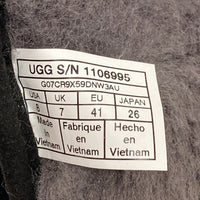 UGG S/N 1106995
G07CR9X59DNW3AU
USA UK EU JAPAN
8 7 41 26
Made in Fabrique Hecho
Vietnam en en
Vietnam Vietnam